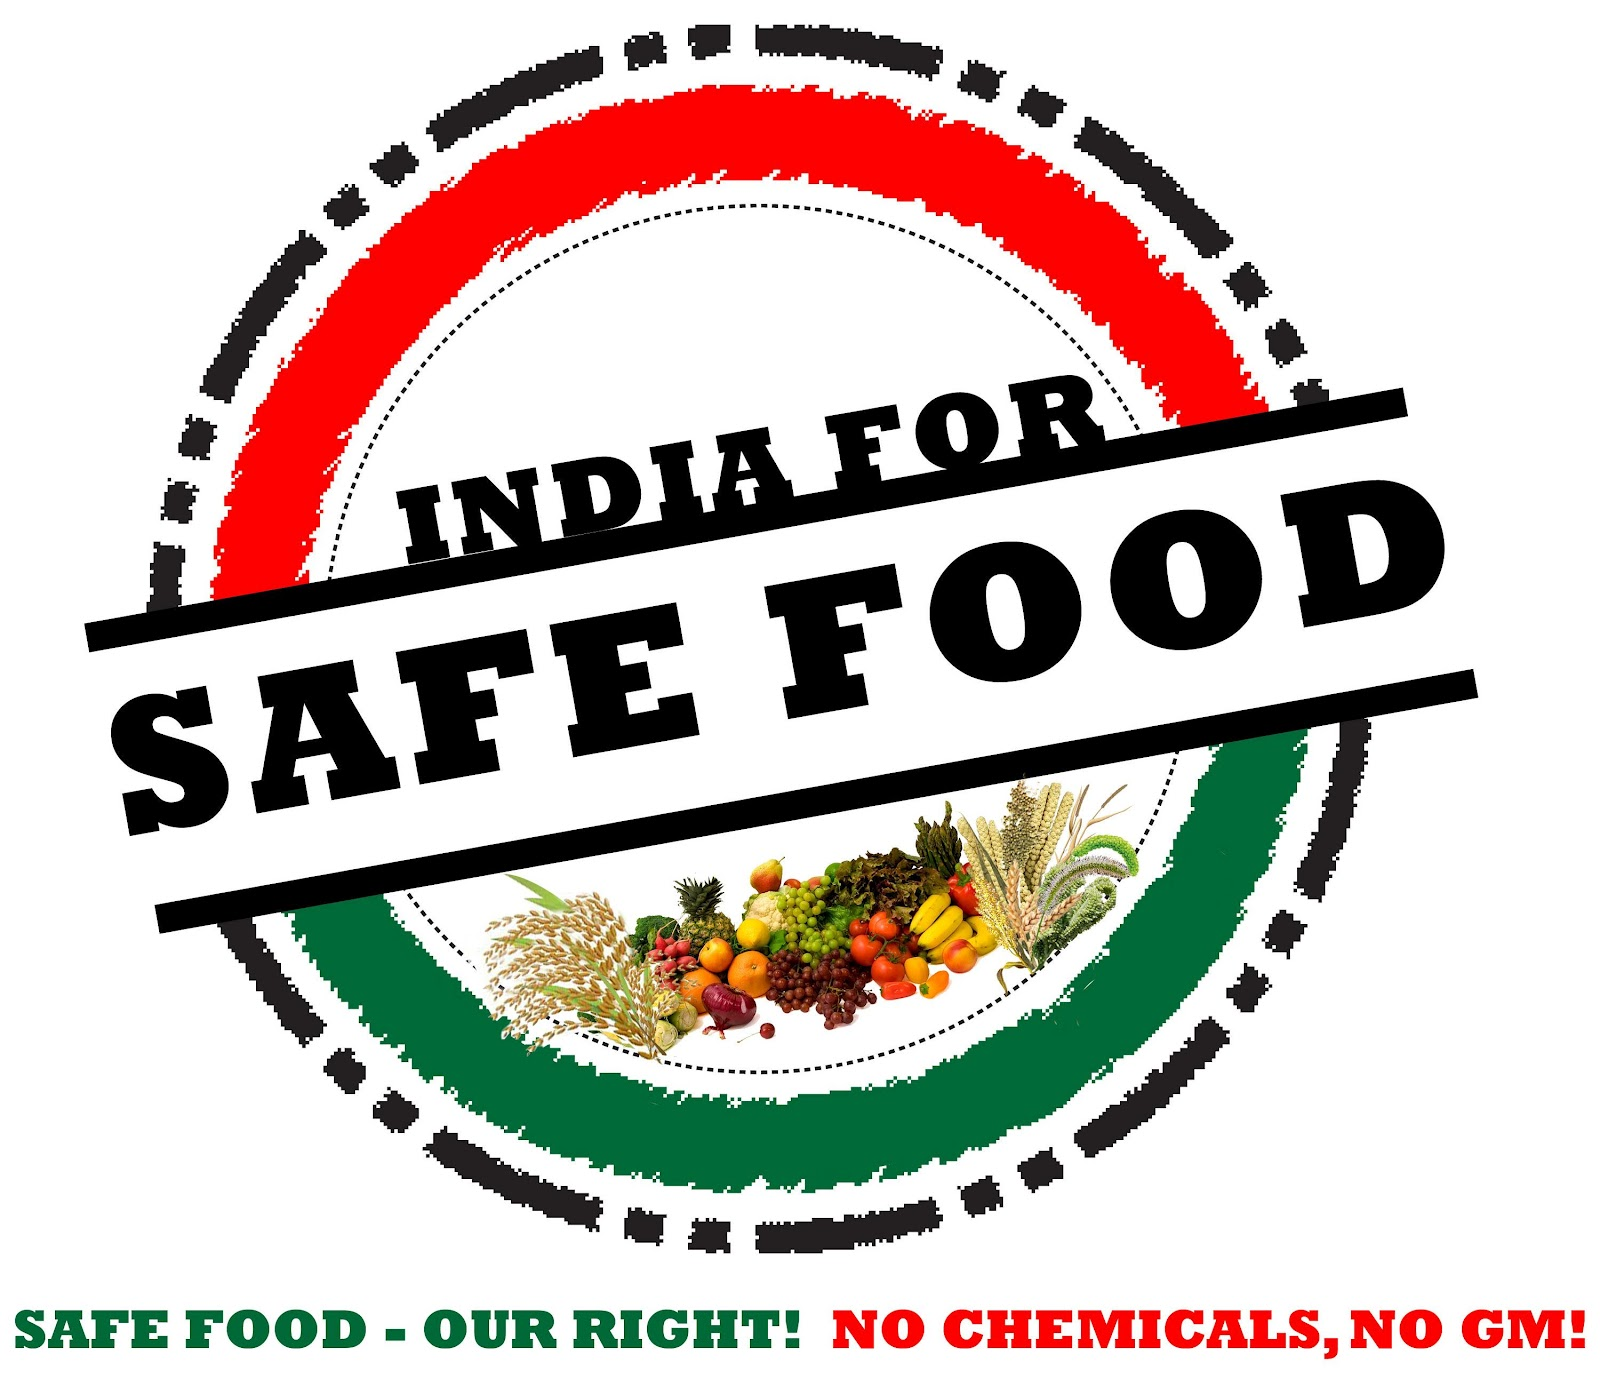 INDIA FOR
SAFE FOOD
SAFE FOOD - OUR RIGHT! NO CHEMICALS, NO GM!